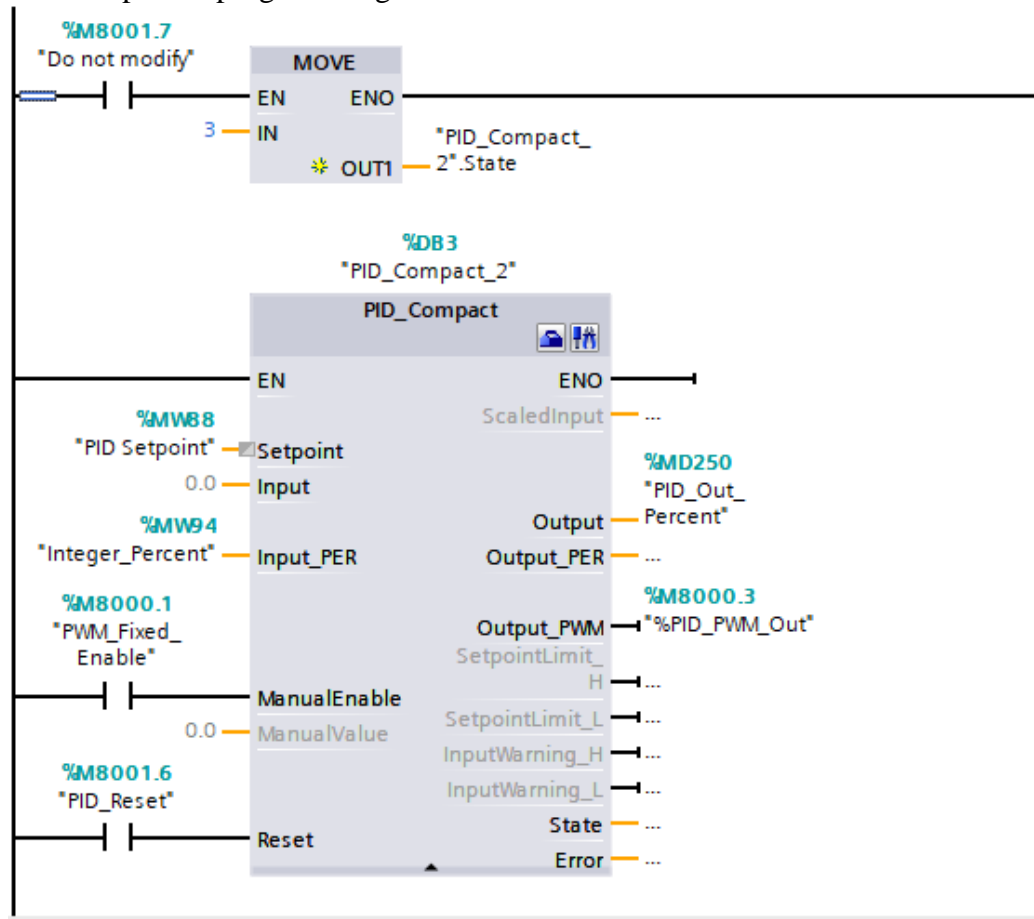 %M8001.7
"Do not modify"
MOVE
EN ENO
3 IN
"PID_Compact_
OUT1 2".State
%DB3
"PID_Compact_2"
PID_Compact
EN ENO
ScaledInput ...
%MW88
"PID Setpoint" Setpoint
0.0 Input
%MD250
"PID_Out_
Output Percent"
%MW94
"Integer_Percent" Input_PER Output_PER ...
%M8000.1
"PWM_Fixed_
Enable"
%M8000.3
Output_PWM "%PID_PWM_Out"
SetpointLimit_
H ...
ManualEnable
SetpointLimit_L ...
0.0 ManualValue
InputWarning_H ...
%M8001.6
"PID_Reset"
InputWarning_L ...
State ...
Reset
Error ...